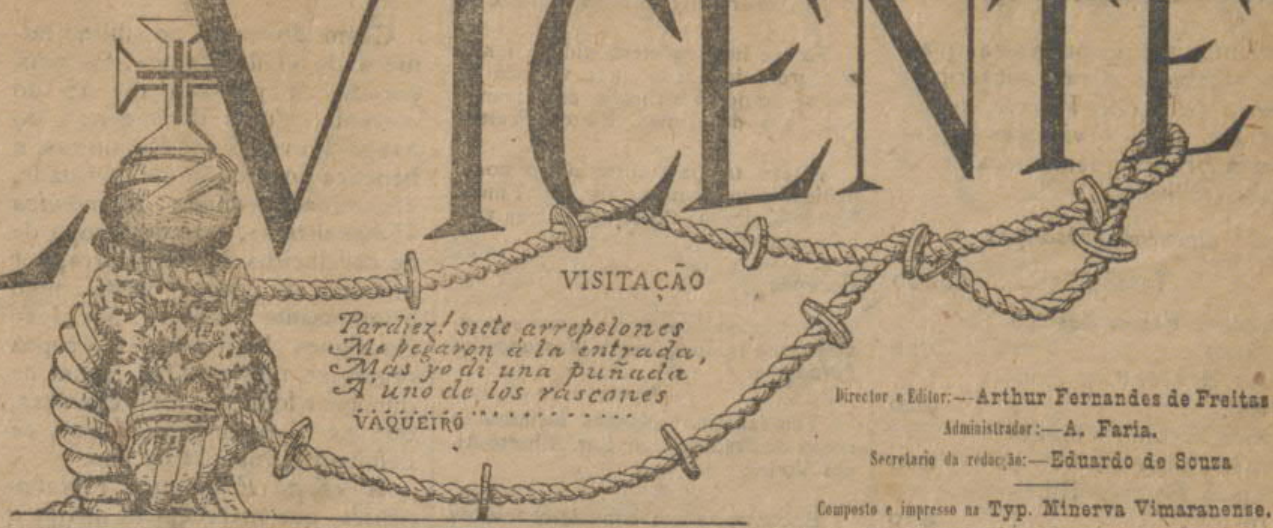 VICENTE
VISITAÇÃO
Pardiez! siete arrepelones
Me pegaron á la entrada,
Mas yo di una puñada
Á uno de los rascones
VAQUEIRO
Director e Editor:—Arthur Fernandes de Freitas
Administrador:—A. Faria.
Secretario da redacção:—Eduardo de Souza
Composto e impresso na Typ. Minerva Vimaranense.